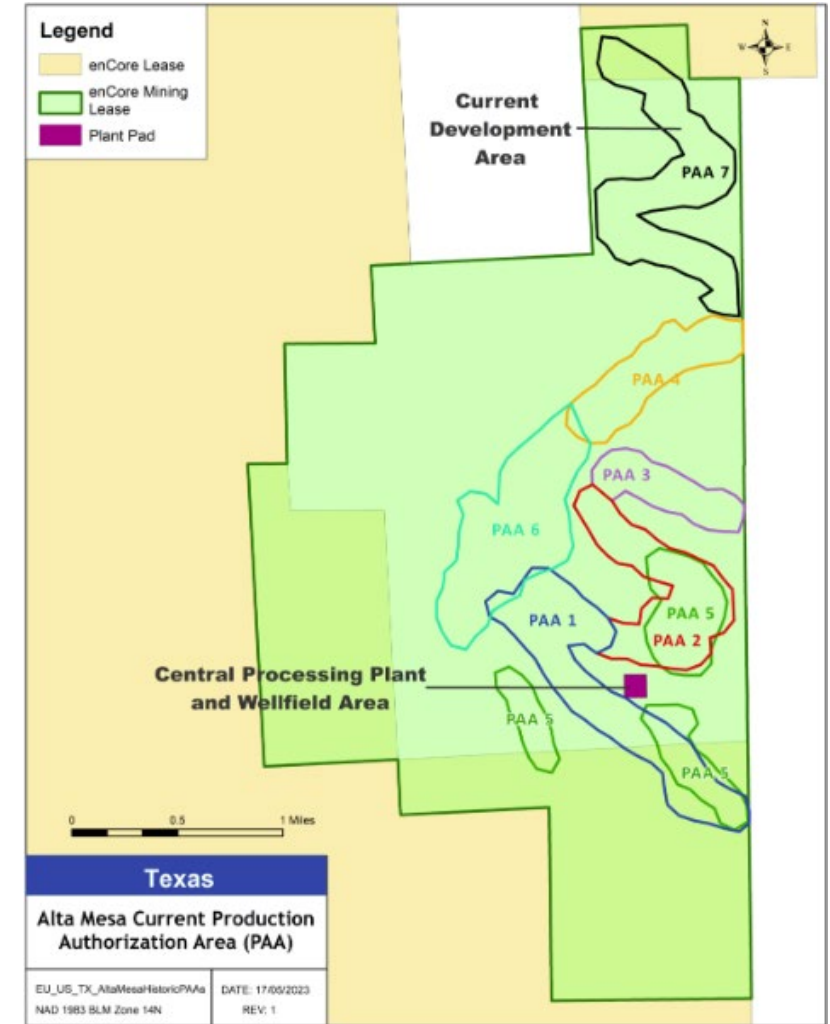 Legend
enCore Lease
enCore Mining
Lease
Plant Pad
N
W
E
S
Current
Development
Area
PAA 7
PAA 4
PAA 3
PAA 6
PAA 5
PAA 1
PAA 2
Central Processing Plant
and Wellfield Area
PAA 5
PAA 5
0 0.5 1 Miles
Texas
Alta Mesa Current Production
Authorization Area (PAA)
EU_US_TX_AltaMesaHistoricPAAs
NAD 1983 BLM Zone 14N
DATE: 17/06/2023
REV: 1